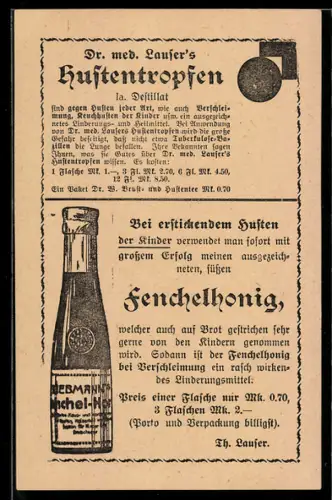 Dr. med. Lauser's
Hustentropfen
Ia. Destillat
sind gegen Husten jeder Art, wie auch Verschlei-
mung, Keuchhusten der Kinder usw. ein ausgezeich-
netes Linderungs- und Heilmittel. Bei Anwendung
von Dr. med. Lausers Hustentropfen wird die große
Gefahr beseitigt, daß nicht etwa Tuberkulose-Ba-
zillen die Lunge befallen. Ihre Bekannten sagen
Ihnen, was sie Gutes über Dr. med. Lauser's
Hustentropfen wissen. Es kosten:
1 Flasche Mk. 1.—, 3 Fl. Mk. 2.70, 6 Fl. Mk. 4.50,
12 Fl. Mk. 8.50.
Ein Paket Dr. W. Brust- und Hustentee Mk. 0.70
Bei erstickendem Husten
der Kinder verwendet man sofort mit
großem Erfolg meinen ausgezeich-
neten, süßen
Fenchelhonig,
welcher auch auf Brot gestrichen sehr
gerne von den Kindern genommen
wird. Sodann ist der Fenchelhonig
bei Verschleimung ein rasch wirken-
des Linderungsmittel.
Preis einer Flasche nur Mk. 0.70,
3 Flaschen Mk. 2.—
(Porto und Verpackung billigst).
Th. Lauser.
IEBMANN
nchel-Ho